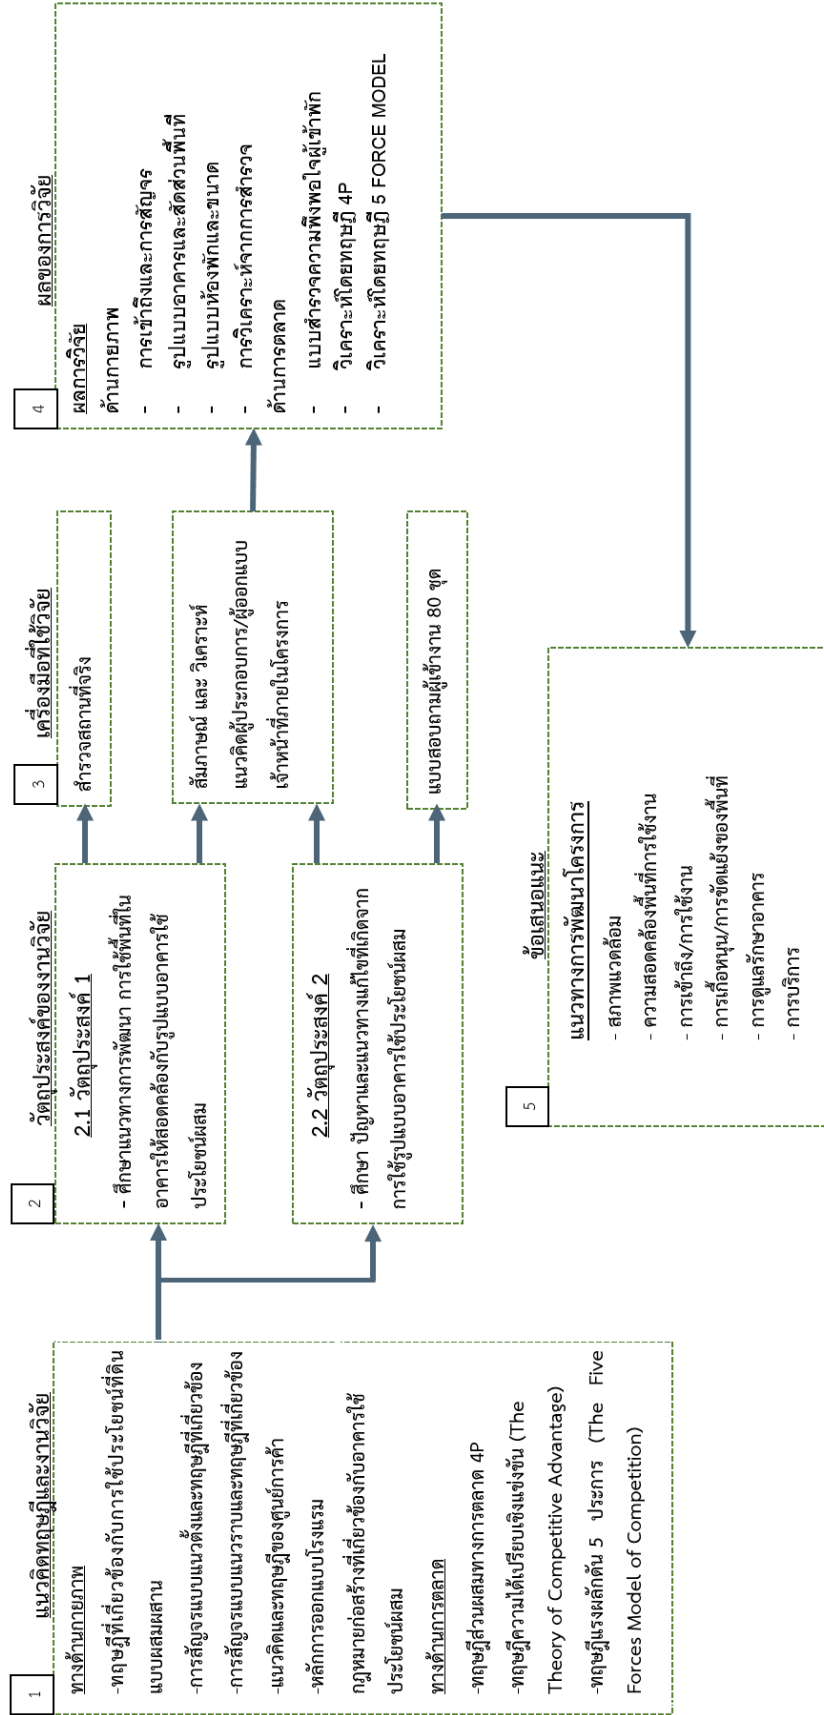 1
แนวคิดทฤษฎีและงานวิจัย
ทางด้านกายภาพ
-ทฤษฎีที่เกี่ยวข้องกับการใช้ประโยชน์ที่ดิน
แบบผสมผสาน
-การสัญจรแบบแนวตั้งและทฤษฎีที่เกี่ยวข้อง
-การสัญจรแบบแนวราบและทฤษฎีที่เกี่ยวข้อง
-แนวคิดและทฤษฎีของศูนย์การค้า
-หลักการออกแบบโรงแรม
กฎหมายก่อสร้างที่เกี่ยวข้องกับอาคารใช้
ประโยชน์ผสม
ทางด้านการตลาด
-ทฤษฎีส่วนผสมทางการตลาด 4P
-ทฤษฎีความได้เปรียบเชิงแข่งขัน (The
Theory of Competitive Advantage)
-ทฤษฎีแรงผลักดัน 5 ประการ (The Five
Forces Model of Competition)
2
วัตถุประสงค์ของงานวิจัย
2.1 วัตถุประสงค์ 1
- ศึกษาแนวทางการพัฒนา การใช้พื้นที่ใน
อาคารให้สอดคล้องกับรูปแบบอาคารใช้
ประโยชน์ผสม
2.2 วัตถุประสงค์ 2
- ศึกษา ปัญหาและแนวทางแก้ไขที่เกิดจาก
การใช้รูปแบบอาคารใช้ประโยชน์ผสม
3
เครื่องมือที่ใช้วิจัย
สำรวจสถานที่จริง
สัมภาษณ์ และ วิเคราะห์
แนวคิดผู้ประกอบการ/ผู้ออกแบบ
เจ้าหน้าที่ภายในโครงการ
แบบสอบถามผู้เข้างาน 80 ชุด
4
ผลของการวิจัย
ผลการวิจัย
ด้านกายภาพ
- การเข้าถึงและการสัญจร
- รูปแบบอาคารและสัดส่วนพื้นที่
- รูปแบบห้องพักและขนาด
- การวิเคราะห์จากการสำรวจ
ด้านการตลาด
- แบบสำรวจความพึงพอใจผู้เข้าพัก
- วิเคราะห์โดยทฤษฎี 4P
- วิเคราะห์โดยทฤษฎี 5 FORCE MODEL
5
ข้อเสนอแนะ
แนวทางการพัฒนาโครงการ
- สภาพแวดล้อม
- ความสอดคล้องพื้นที่การใช้งาน
- การเข้าถึง/การใช้งาน
- การเกื้อหนุน/การขัดแย้งของพื้นที่
- การดูแลรักษาอาคาร
- การบริการ